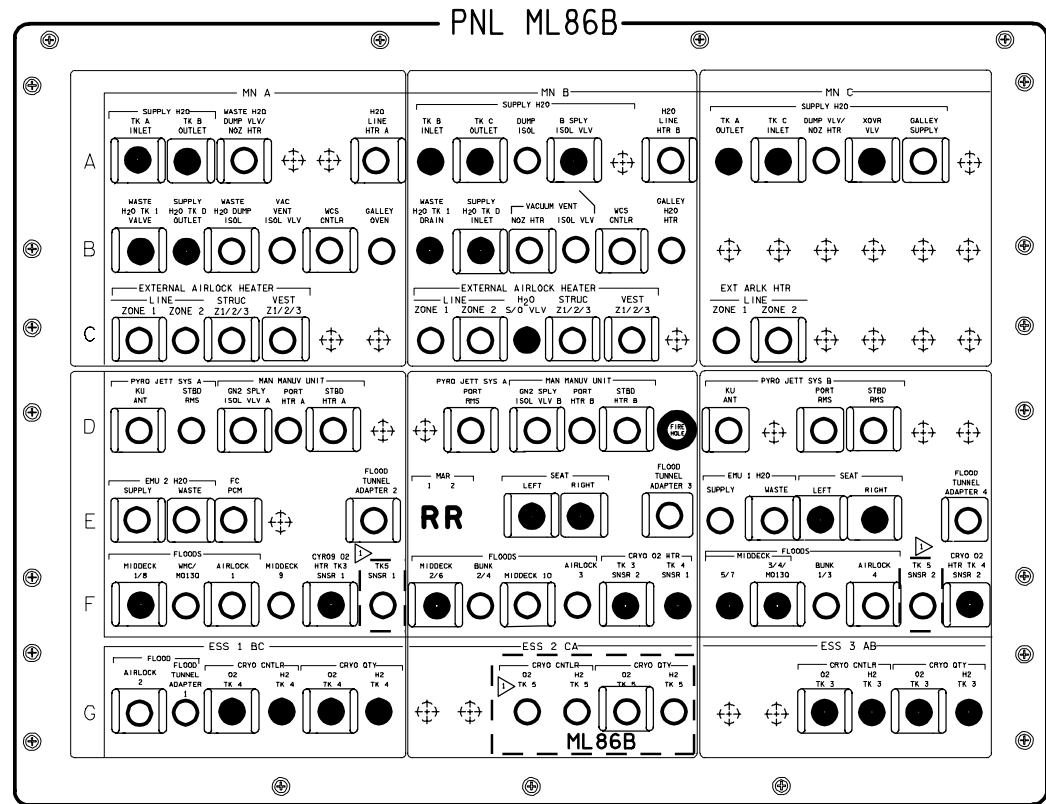 PNL ML86B
MN A MN B MN C
SUPPLY H2O WASTE H2O H2O SUPPLY H2O H2O SUPPLY H2O
TK A TK B DUMP VLV/ LINE TK B TK C DUMP B SPLY LINE TK A TK C DUMP VLV/ XOVR GALLEY
INLET OUTLET NOZ HTR HTR A INLET OUTLET ISOL ISOL VLV HTR B OUTLET INLET NOZ HTR VLV SUPPLY
A
WASTE SUPPLY WASTE VAC WASTE SUPPLY VACUUM VENT GALLEY
H2O TK 1 H2O TK D H2O DUMP VENT WCS GALLEY H2O TK 1 H2O TK D WCS H2O
VALVE OUTLET ISOL ISOL VLV CNTLR OVEN DRAIN INLET NOZ HTR ISOL VLV CNTLR HTR
B
EXTERNAL AIRLOCK HEATER EXTERNAL AIRLOCK HEATER EXT ARLK HTR
LINE STRUC VEST LINE H2O STRUC VEST LINE
ZONE 1 ZONE 2 Z1/2/3 Z1/2/3 ZONE 1 ZONE 2 S/O VLV Z1/2/3 Z1/2/3 ZONE 1 ZONE 2
C
PYRO JETT SYS A MAN MANUV UNIT PYRO JETT SYS A MAN MANUV UNIT PYRO JETT SYS B
KU STBD GN2 SPLY PORT STBD PORT GN2 SPLY PORT STBD KU PORT STBD
ANT RMS ISOL VLV A HTR A HTR A RMS ISOL VLV B HTR B HTR B ANT RMS RMS
D FIRE
HOLE
FLOOD FLOOD FLOOD
EMU 2 H2O FC TUNNEL MAR SEAT TUNNEL EMU 1 H2O SEAT TUNNEL
SUPPLY WASTE PCM ADAPTER 2 1 2 LEFT RIGHT ADAPTER 3 SUPPLY WASTE LEFT RIGHT ADAPTER 4
E RR
1 1
FLOODS CYRO9 O2 FLOODS CRYO O2 HTR FLOODS CRYO O2
MIDDECK WMC/ AIRLOCK MIDDECK HTR TK3 TK5 MIDDECK BUNK AIRLOCK TK 3 TK 4 MIDDECK 3/4/ BUNK AIRLOCK TK 5 HTR TK 4
1/8 MO13Q 1 9 SNSR 1 SNSR 1 2/6 2/4 MIDDECK 10 3 SNSR 2 SNSR 1 5/7 MO13Q 1/3 4 SNSR 2 SNSR 2
F
ESS 1 BC ESS 2 CA ESS 3 AB
FLOOD CRYO CNTLR CRYO QTY CRYO CNTLR CRYO QTY CRYO CNTLR CRYO QTY
AIRLOCK FLOOD O2 H2 O2 H2 1 O2 H2 O2 H2 O2 H2 O2 H2
2 TUNNEL TK 4 TK 4 TK 4 TK 4 TK 5 TK 5 TK 5 TK 5 TK 3 TK 3 TK 3 TK 3
ADAPTER
1
G
ML86B